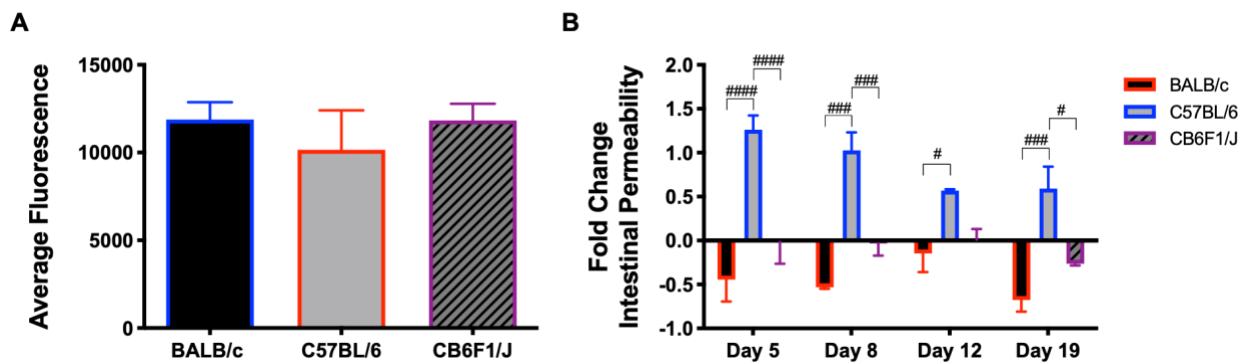 A
Average Fluorescence
15000
10000
5000
0
BALB/c C57BL/6 CB6F1/J
B
Fold Change
Intestinal Permeability
2.0
1.5
1.0
0.5
0.0
-0.5
-1.0
####
####
###
###
#
###
#
Day 5 Day 8 Day 12 Day 19
BALB/c
C57BL/6
CB6F1/J